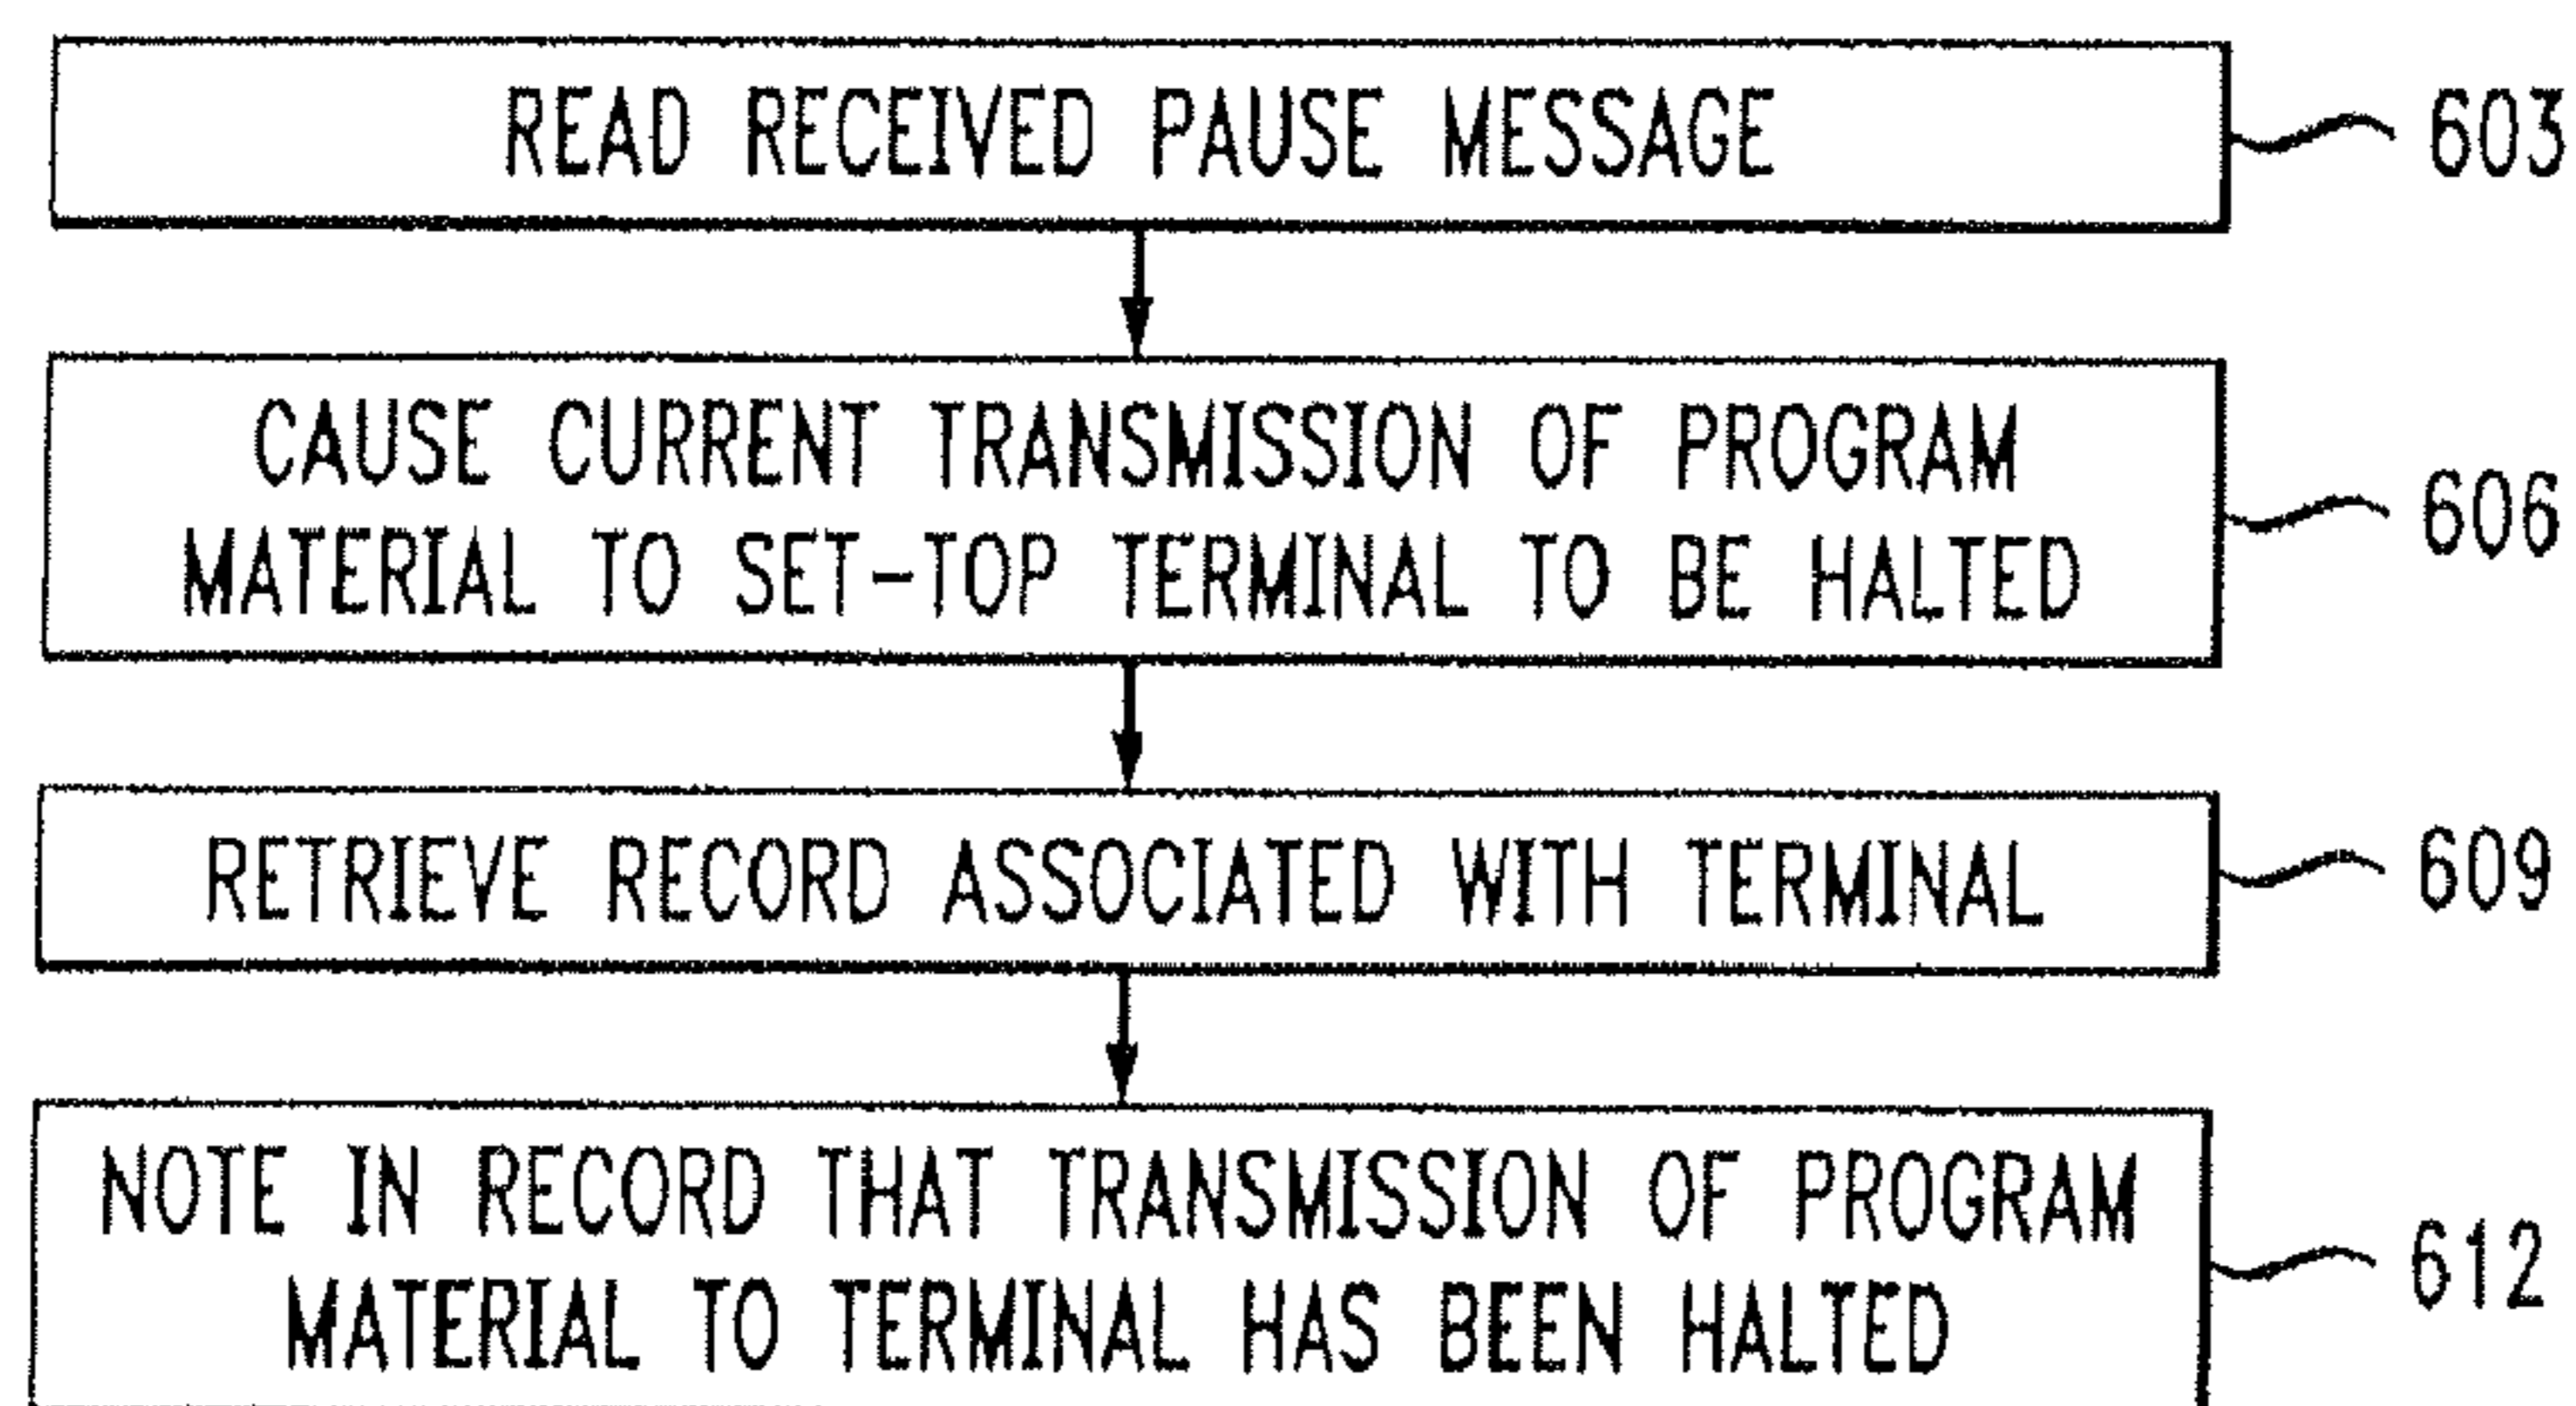 READ RECEIVED PAUSE MESSAGE
603
CAUSE CURRENT TRANSMISSION OF PROGRAM
MATERIAL TO SET-TOP TERMINAL TO BE HALTED
606
RETRIEVE RECORD ASSOCIATED WITH TERMINAL
609
NOTE IN RECORD THAT TRANSMISSION OF PROGRAM
MATERIAL TO TERMINAL HAS BEEN HALTED
612